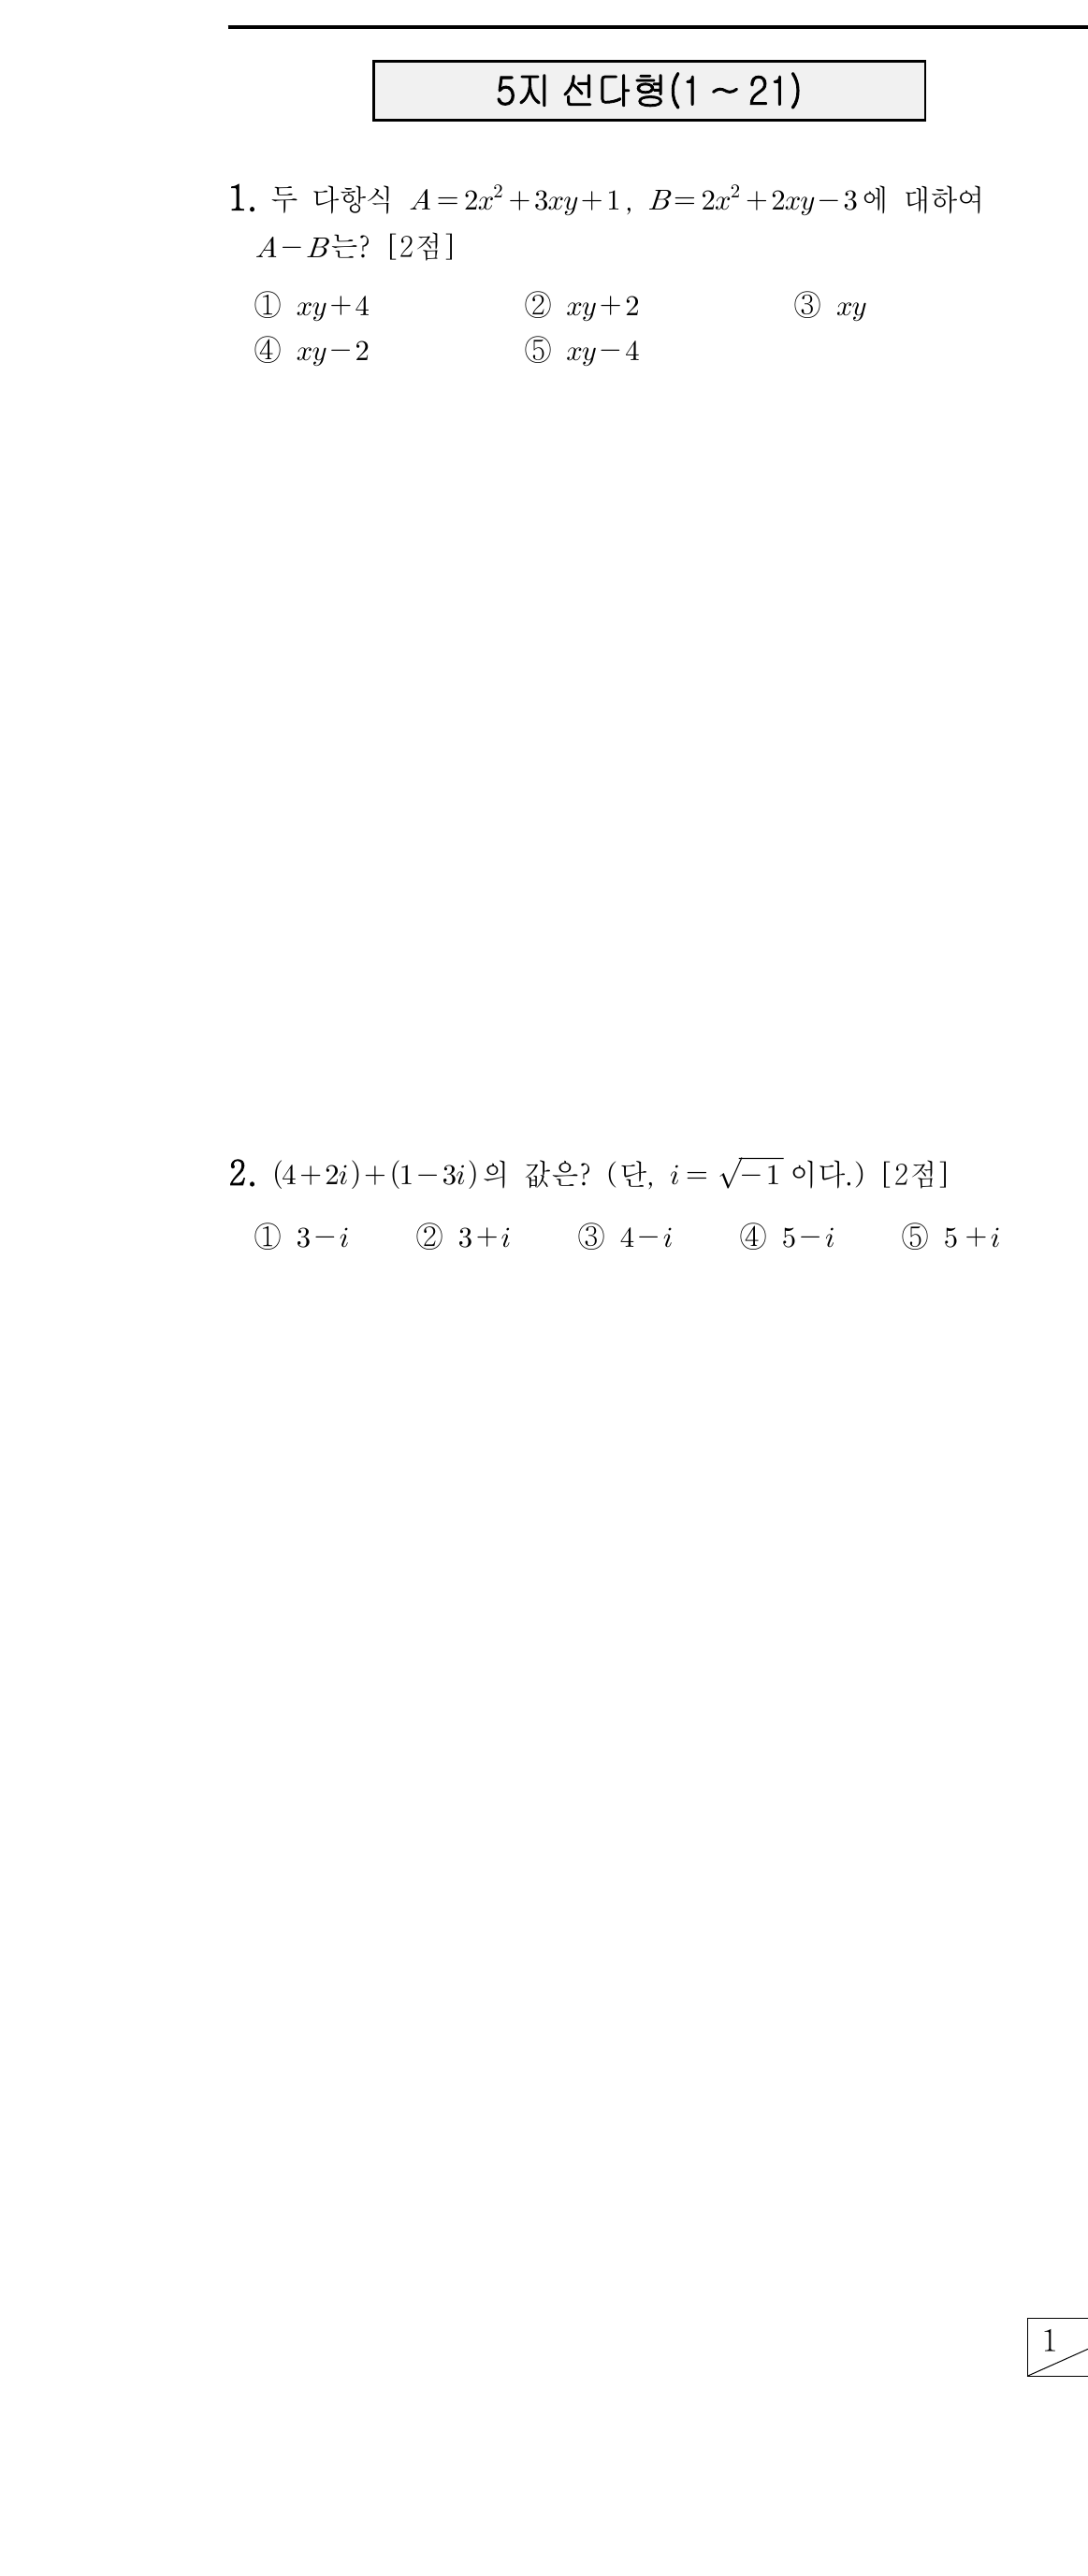 5지 선다형(1 ~ 21)
1. 두 다항식 A=2x²+3xy+1, B=2x²+2xy-3에 대하여
A-B는? [2점]
① xy+4 ② xy+2 ③ xy
④ xy-2 ⑤ xy-4
2. (4+2i)+(1-3i)의 값은? (단, i=√-1 이다.) [2점]
① 3-i ② 3+i ③ 4-i ④ 5-i ⑤ 5+i
1